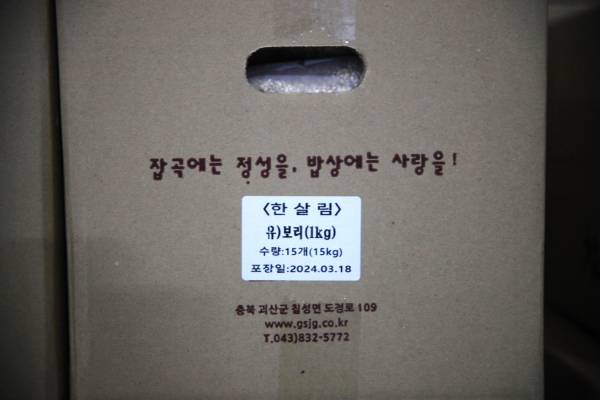 잡곡에는 정성을, 밥상에는 사랑을!
<한살림>
유)보리(1kg)
수량:15개(15kg)
포장일:2024.03.18
충북 괴산군 칠성면 도경로 109
www.gsjg.co.kr
T.043)832-5772